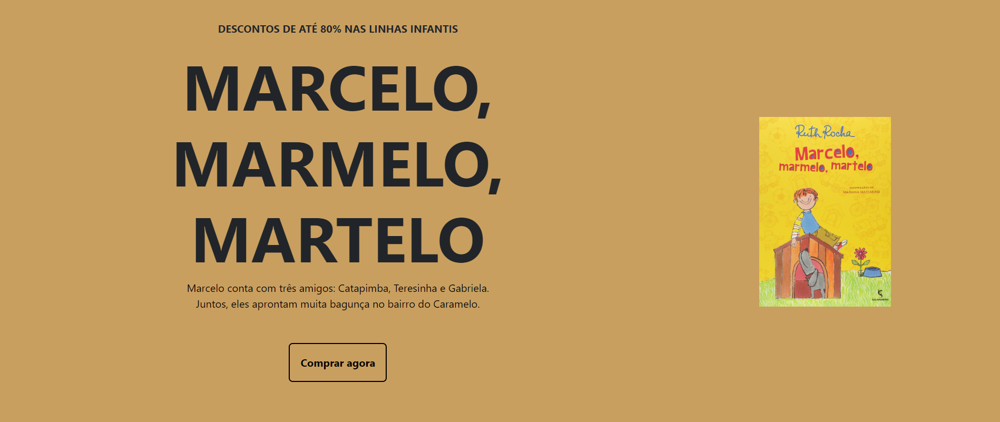 DESCONTOS DE ATÉ 80% NAS LINHAS INFANTIS
MARCELO,
MARMELO,
MARTELO
Marcelo conta com três amigos: Catapimba, Teresinha e Gabriela.
Juntos, eles aprontam muita bagunça no bairro do Caramelo.
Comprar agora
Ruth Rocha
Marcelo,
marmelo, martelo
ILUSTRAÇÕES DE
MARIANA MASSARANI
SALAMANDRA